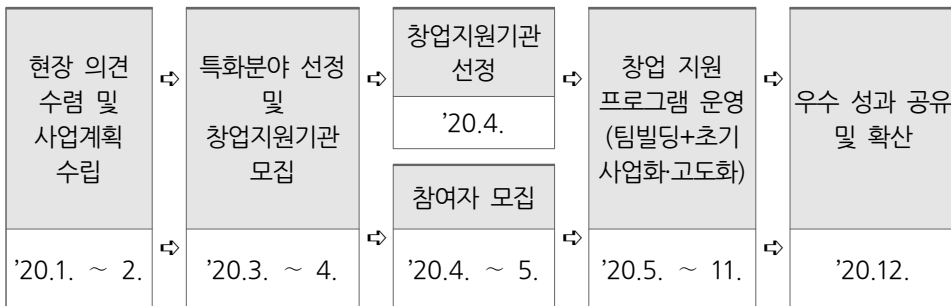 현장 의견
수렴 및
사업계획
수립
'20.1. ~ 2.
⇨
⇨
특화분야 선정
및
창업지원기관
모집
'20.3. ~ 4.
⇨
⇨
창업지원기관
선정
'20.4.
참여자 모집
'20.4. ~ 5.
⇨
⇨
창업 지원
프로그램 운영
(팀빌딩+초기
사업화·고도화)
'20.5. ~ 11.
⇨
⇨
우수 성과 공유
및 확산
'20.12.